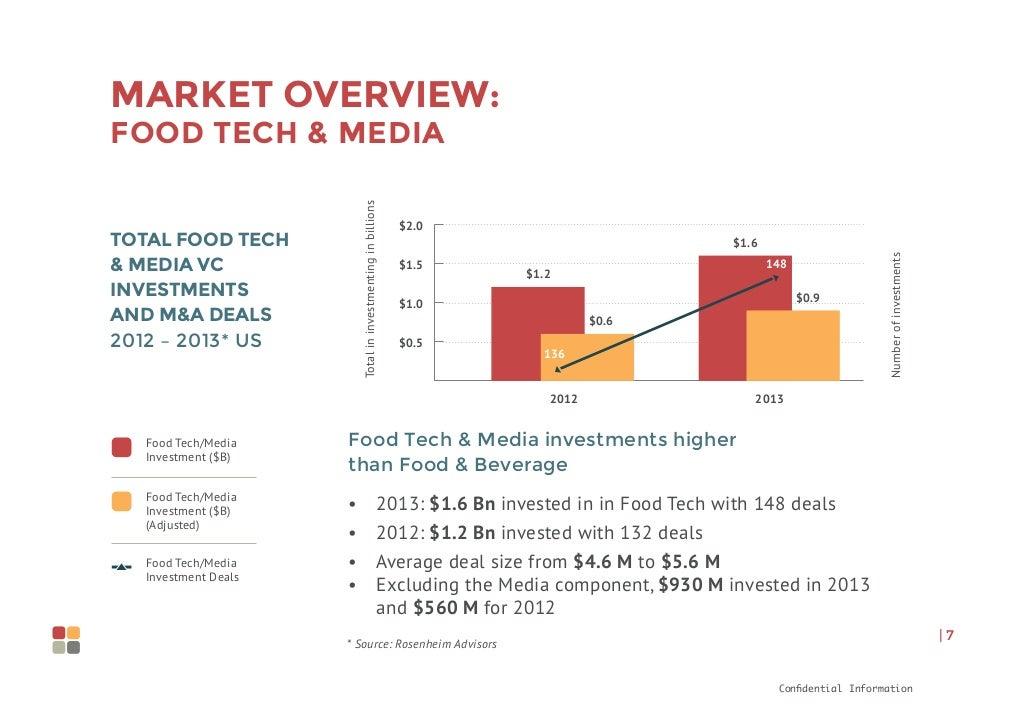 MARKET OVERVIEW:
FOOD TECH & MEDIA
TOTAL FOOD TECH
& MEDIA VC
INVESTMENTS
AND M&A DEALS
2012 – 2013* US
Total in investmenting in billions
$2.0
$1.5
$1.0
$0.5
$1.2
$0.6
136
$1.6
148
$0.9
2012
2013
Number of investments
Food Tech/Media
Investment ($B)
Food Tech/Media
Investment ($B)
(Adjusted)
Food Tech/Media
Investment Deals
Food Tech & Media investments higher
than Food & Beverage
• 2013: $1.6 Bn invested in in Food Tech with 148 deals
• 2012: $1.2 Bn invested with 132 deals
• Average deal size from $4.6 M to $5.6 M
• Excluding the Media component, $930 M invested in 2013
and $560 M for 2012
* Source: Rosenheim Advisors
| 7
Confidential Information